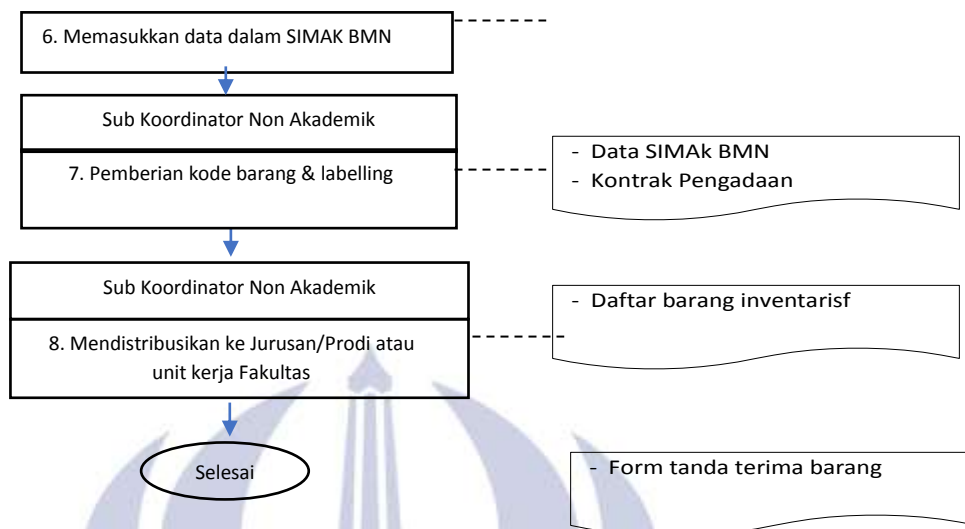 6. Memasukkan data dalam SIMAK BMN
Sub Koordinator Non Akademik
7. Pemberian kode barang & labelling
- Data SIMAk BMN
- Kontrak Pengadaan
Sub Koordinator Non Akademik
8. Mendistribusikan ke Jurusan/Prodi atau
unit kerja Fakultas
- Daftar barang inventarisf
Selesai
- Form tanda terima barang